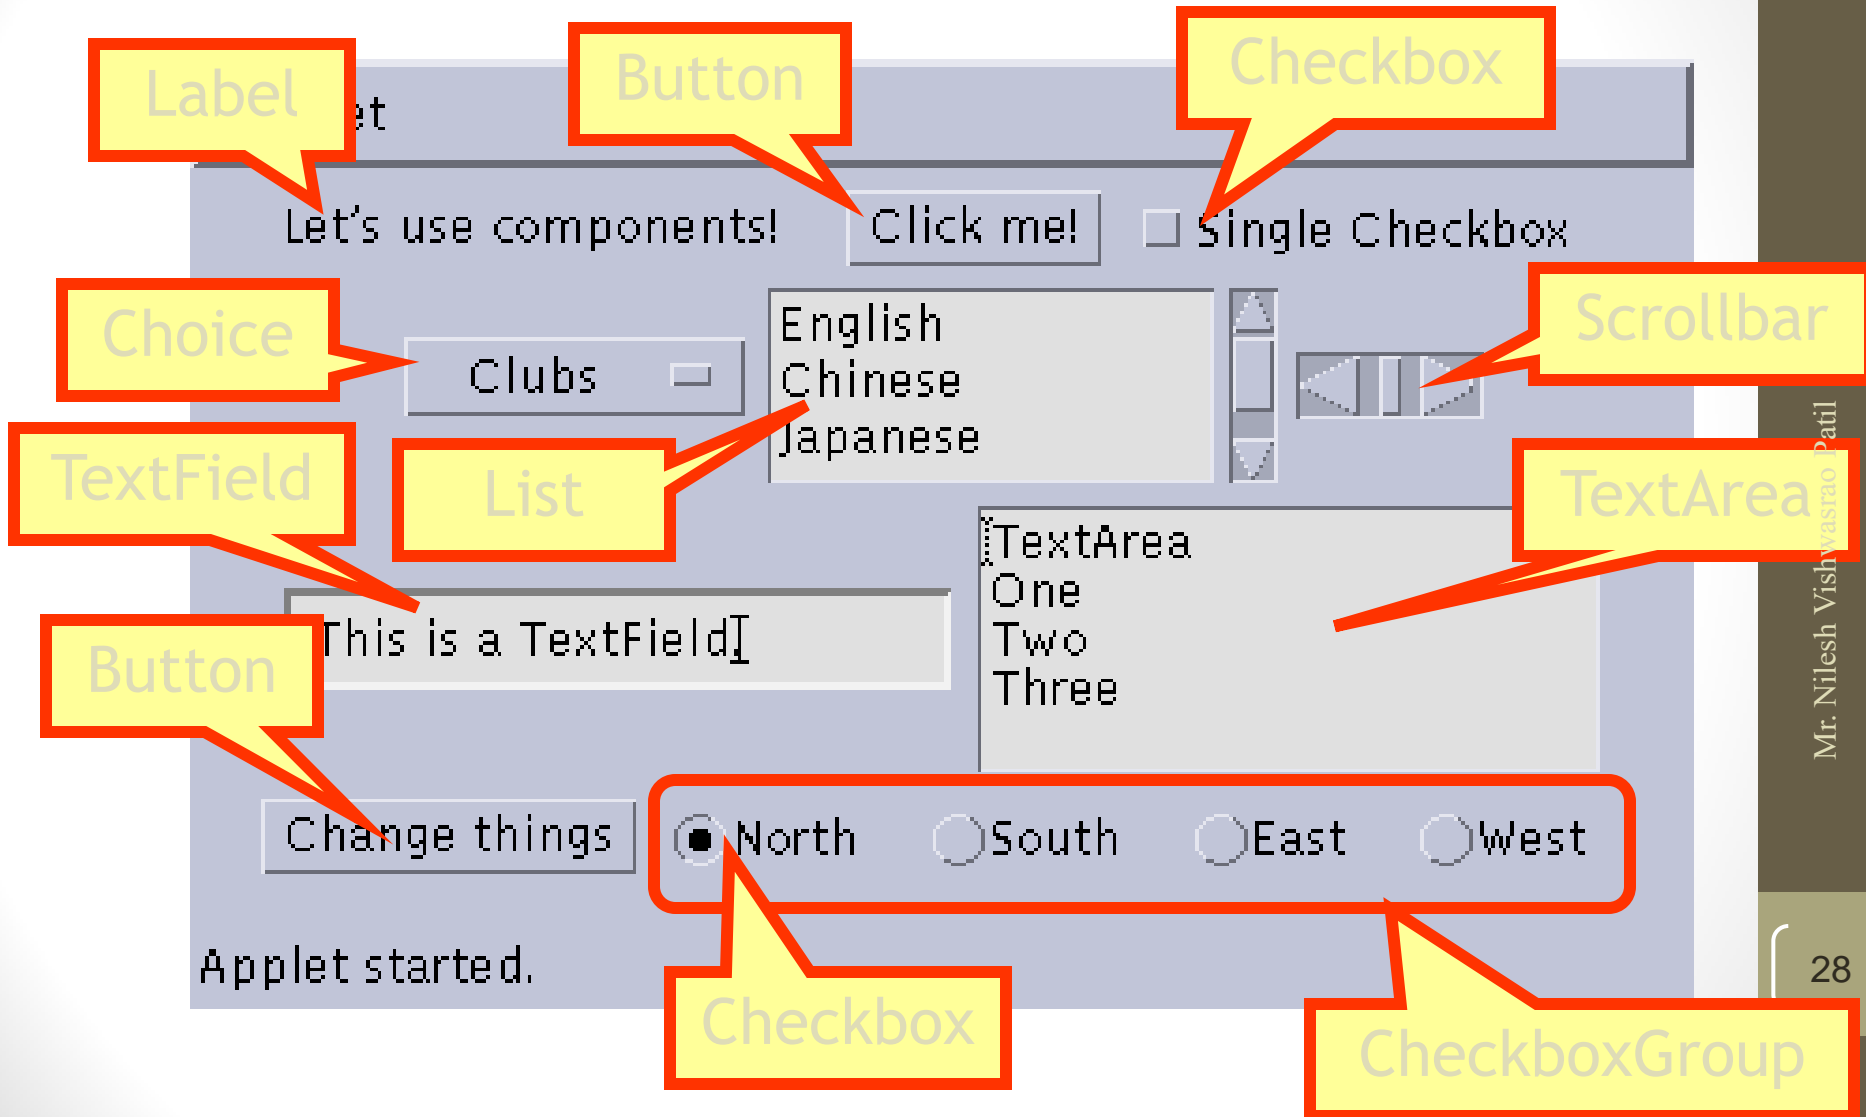 Label
Button
Checkbox
et
Let's use components!
Click me!
Single Checkbox
Choice
Clubs
English
Chinese
Japanese
Scrollbar
TextField
List
TextArea
This is a TextField.
TextArea
One
Two
Three
Button
Change things
North
South
East
West
Applet started.
Checkbox
CheckboxGroup
Mr. Nilesh Vishwasrao Patil
28